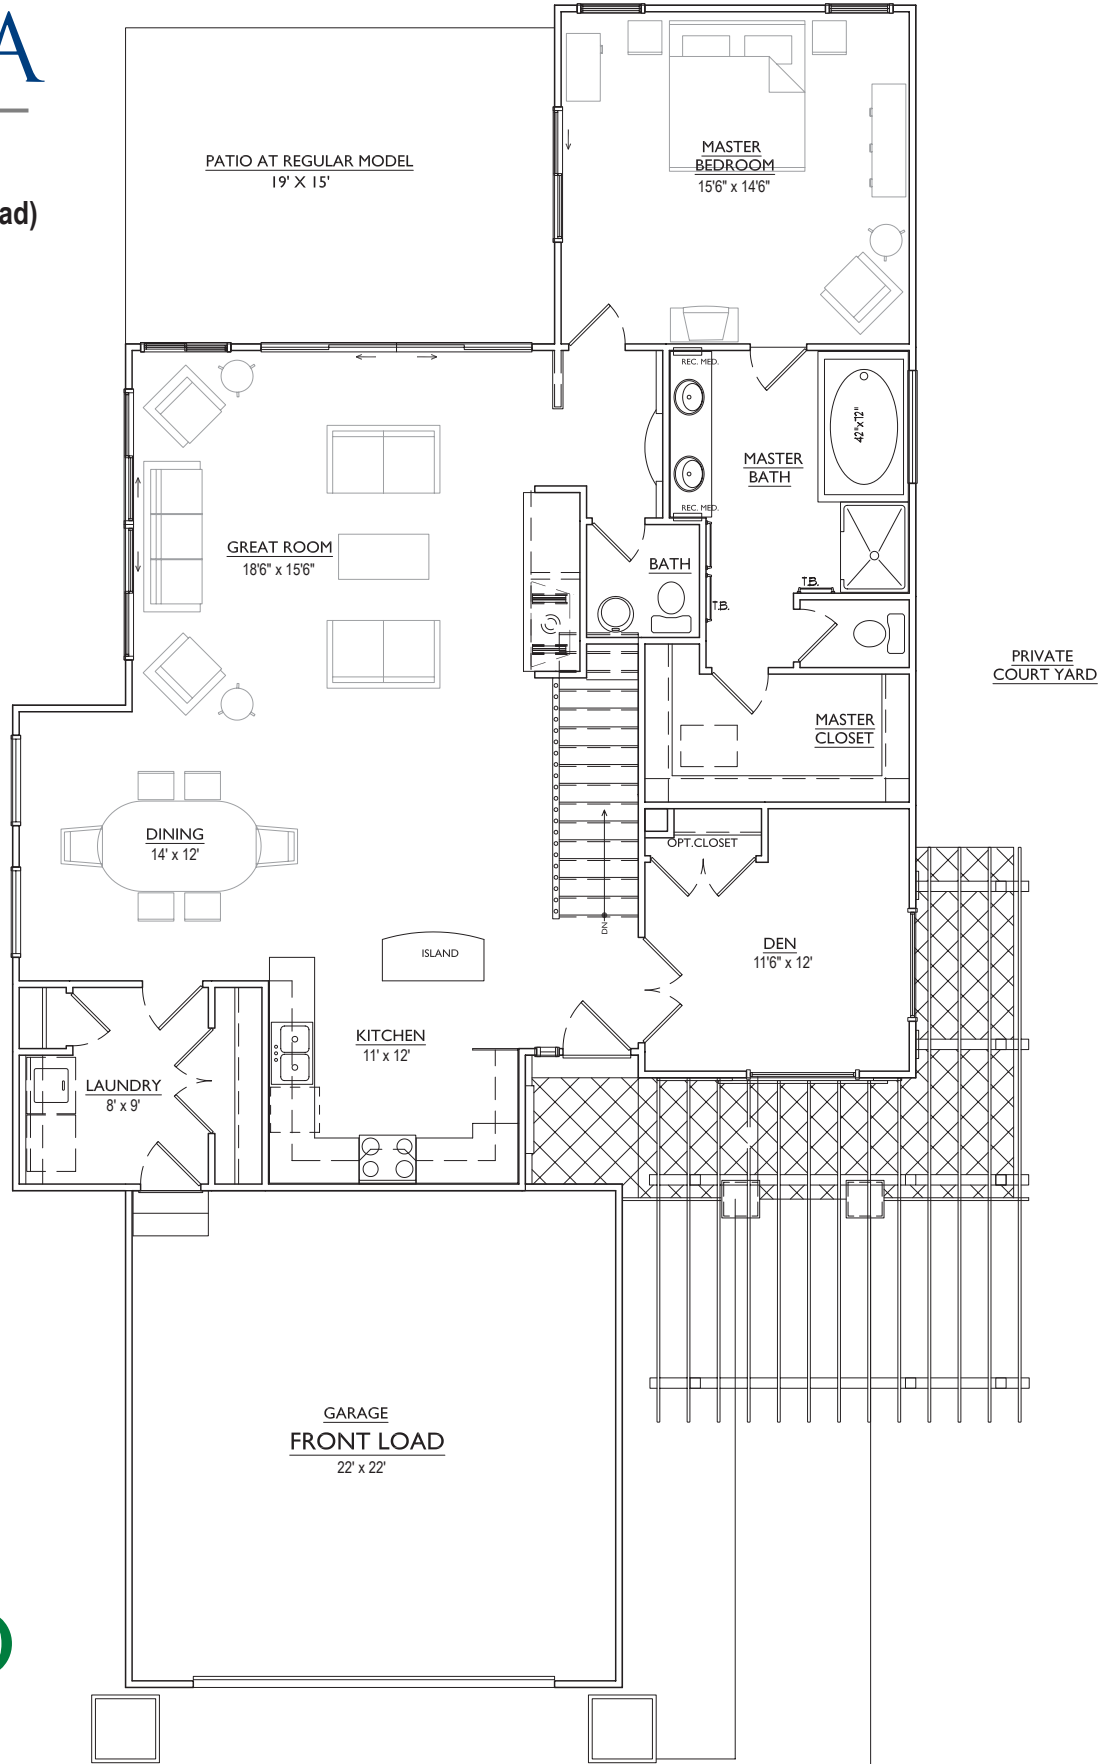 A
ad)
PATIO AT REGULAR MODEL
19' X 15'
MASTER
BEDROOM
15'6" x 14'6"
REC. MED.
42"x72"
MASTER
BATH
REC. MED.
GREAT ROOM
18'6" x 15'6"
BATH
T.B.
T.B.
PRIVATE
COURT YARD
MASTER
CLOSET
DINING
14' x 12'
OPT.CLOSET
DN
ISLAND
DEN
11'6" x 12'
KITCHEN
11' x 12'
LAUNDRY
8' x 9'
GARAGE
FRONT LOAD
22' x 22'